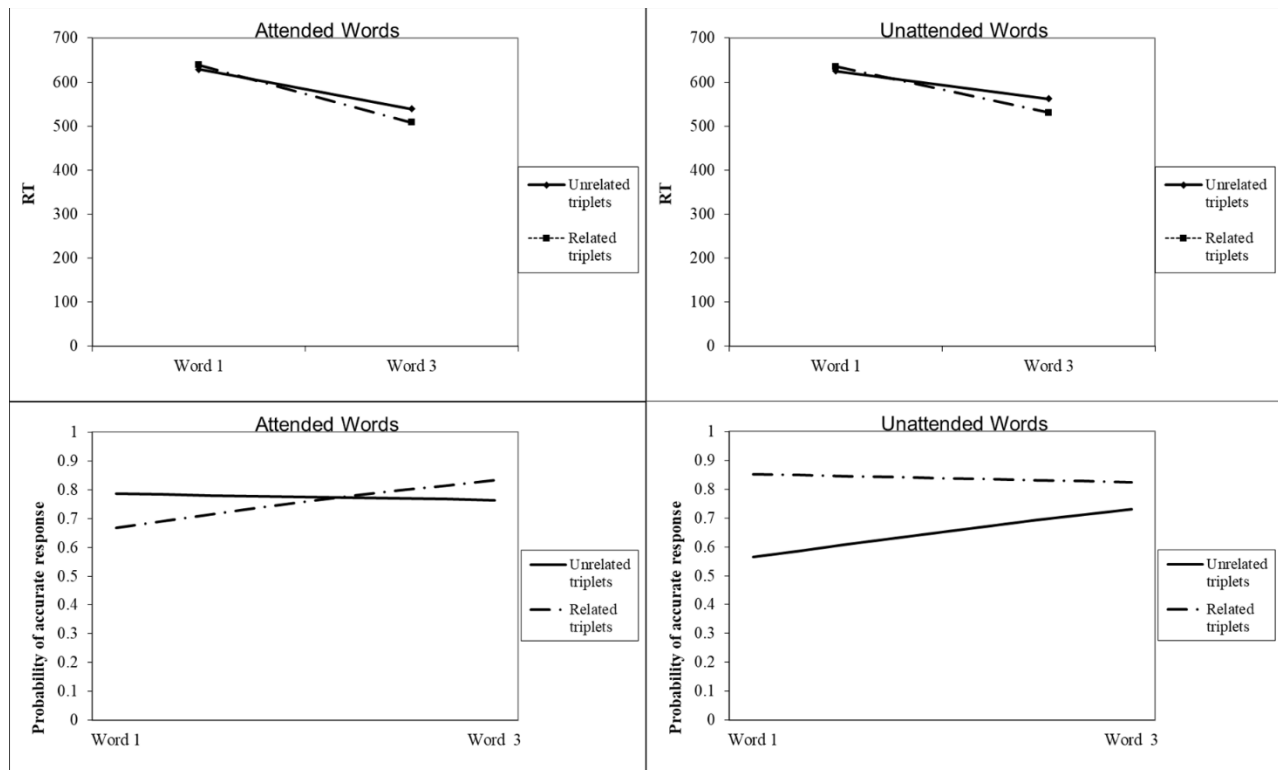 Attended Words
700
600
500
400
300
200
100
0
RT
Word 1 Word 3
Unrelated
triplets
Related
triplets
Unattended Words
700
600
500
400
300
200
100
0
RT
Word 1 Word 3
Unrelated
triplets
Related
triplets
Attended Words
1
0.9
0.8
0.7
0.6
0.5
0.4
0.3
0.2
0.1
0
Probability of accurate response
Word 1 Word 3
Unrelated
triplets
Related
triplets
Unattended Words
1
0.9
0.8
0.7
0.6
0.5
0.4
0.3
0.2
0.1
0
Probability of accurate response
Word 1 Word 3
Unrelated
triplets
Related
triplets